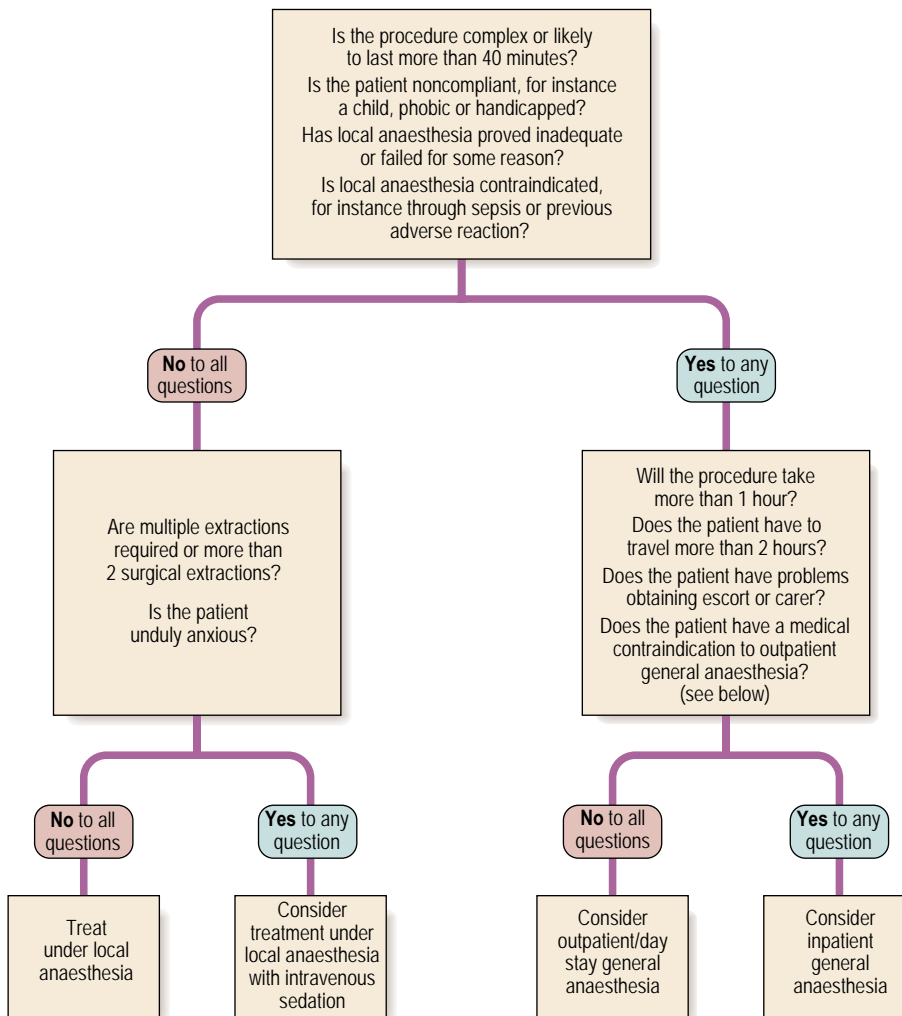 Is the procedure complex or likely
to last more than 40 minutes?
Is the patient noncompliant, for instance
a child, phobic or handicapped?
Has local anaesthesia proved inadequate
or failed for some reason?
Is local anaesthesia contraindicated,
for instance through sepsis or previous
adverse reaction?
No to all
questions
Yes to any
question
Are multiple extractions
required or more than
2 surgical extractions?
Is the patient
unduly anxious?
Will the procedure take
more than 1 hour?
Does the patient have to
travel more than 2 hours?
Does the patient have problems
obtaining escort or carer?
Does the patient have a medical
contraindication to outpatient
general anaesthesia?
(see below)
No to all
questions
Yes to any
question
No to all
questions
Yes to any
question
Treat
under local
anaesthesia
Consider
treatment under
local anaesthesia
with intravenous
sedation
Consider
outpatient/day
stay general
anaesthesia
Consider
inpatient
general
anaesthesia